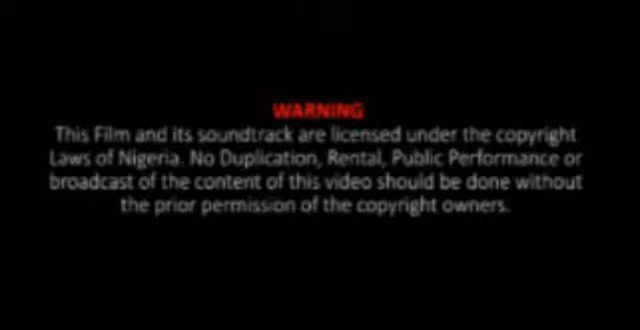 WARNING
This Film and its soundtrack are licensed under the copyright
Laws of Nigeria. No Duplication, Rental, Public Performance or
broadcast of the content of this video should be done without
the prior permission of the copyright owners.